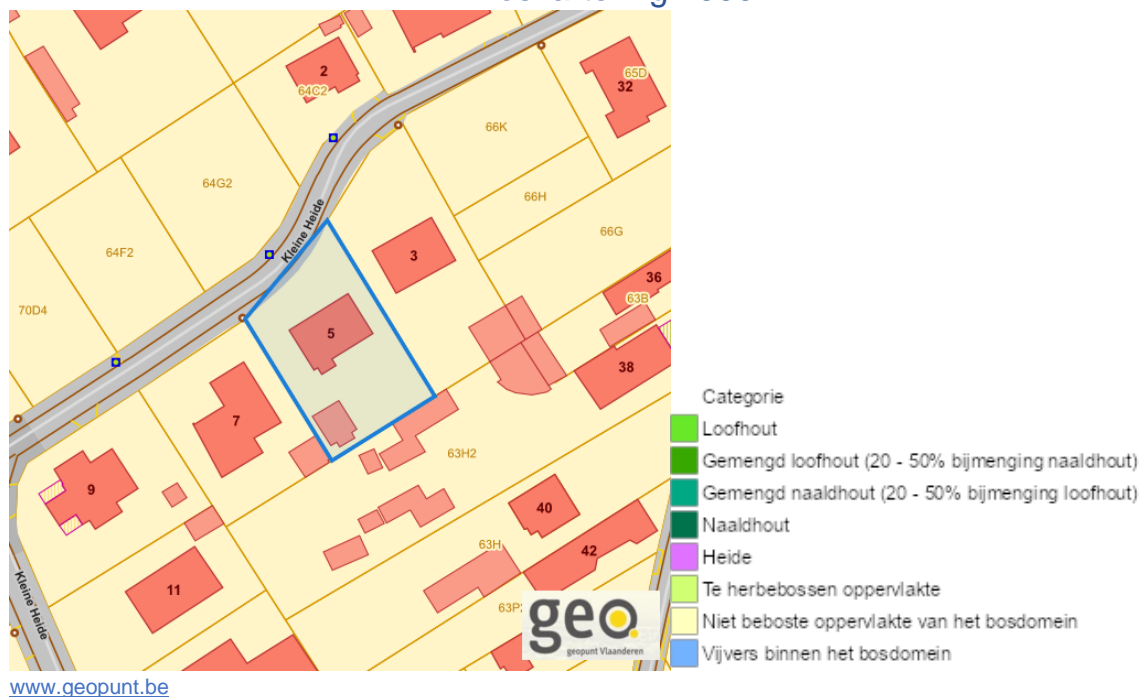 2
64C2
65D
32
66K
64G2
66H
Kleine Heide
66G
64F2
3
36
63B
70D4
5
38
7
63H2
9
40
63H
42
11
Kleine Heide
geo.
geopunt Vlaanderen
Categorie
Loofhout
Gemengd loofhout (20 - 50% bijmenging naaldhout)
Gemengd naaldhout (20 - 50% bijmenging loofhout)
Naaldhout
Heide
Te herbebossen oppervlakte
Niet beboste oppervlakte van het bosdomein
Vijvers binnen het bosdomein
www.geopunt.be